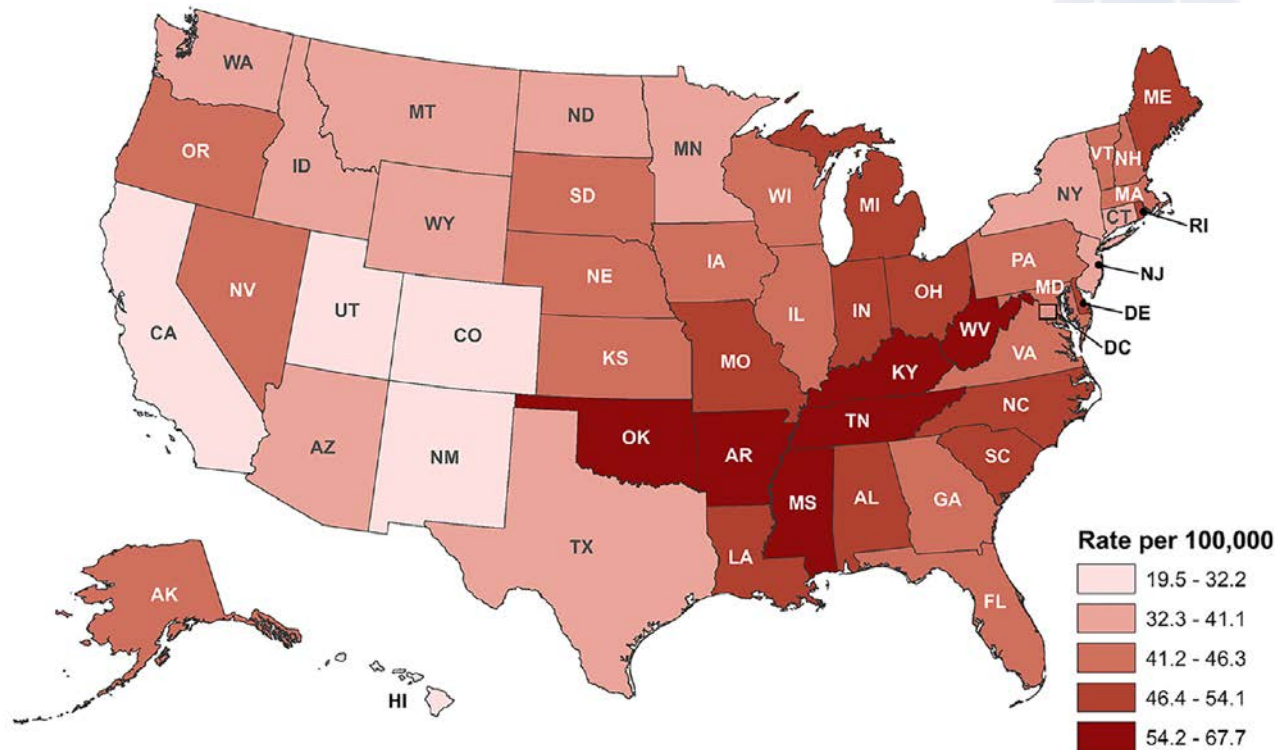 WA
MT
ND
MN
OR
ID
WY
SD
WI
MI
NY
VT
NH
ME
MA
CT
RI
NJ
PA
MD
DE
DC
NV
UT
CO
NE
IA
IL
IN
OH
WV
VA
CA
KS
MO
KY
NC
AZ
NM
OK
AR
TN
SC
TX
LA
MS
AL
GA
FL
AK
HI
Rate per 100,000
19.5 - 32.2
32.3 - 41.1
41.2 - 46.3
46.4 - 54.1
54.2 - 67.7